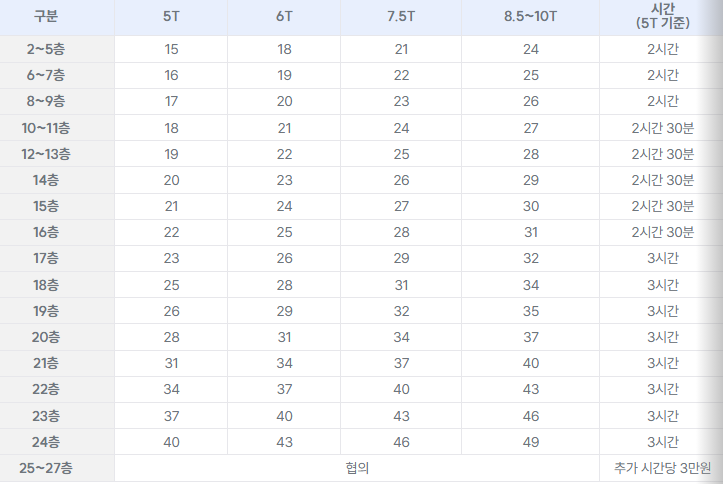 구분 5T 6T 7.5T 8.5~10T 시간
(5T 기준)
2~5층 15 18 21 24 2시간
6~7층 16 19 22 25 2시간
8~9층 17 20 23 26 2시간
10~11층 18 21 24 27 2시간 30분
12~13층 19 22 25 28 2시간 30분
14층 20 23 26 29 2시간 30분
15층 21 24 27 30 2시간 30분
16층 22 25 28 31 2시간 30분
17층 23 26 29 32 3시간
18층 25 28 31 34 3시간
19층 26 29 32 35 3시간
20층 28 31 34 37 3시간
21층 31 34 37 40 3시간
22층 34 37 40 43 3시간
23층 37 40 43 46 3시간
24층 40 43 46 49 3시간
25~27층 협의 추가 시간당 3만원